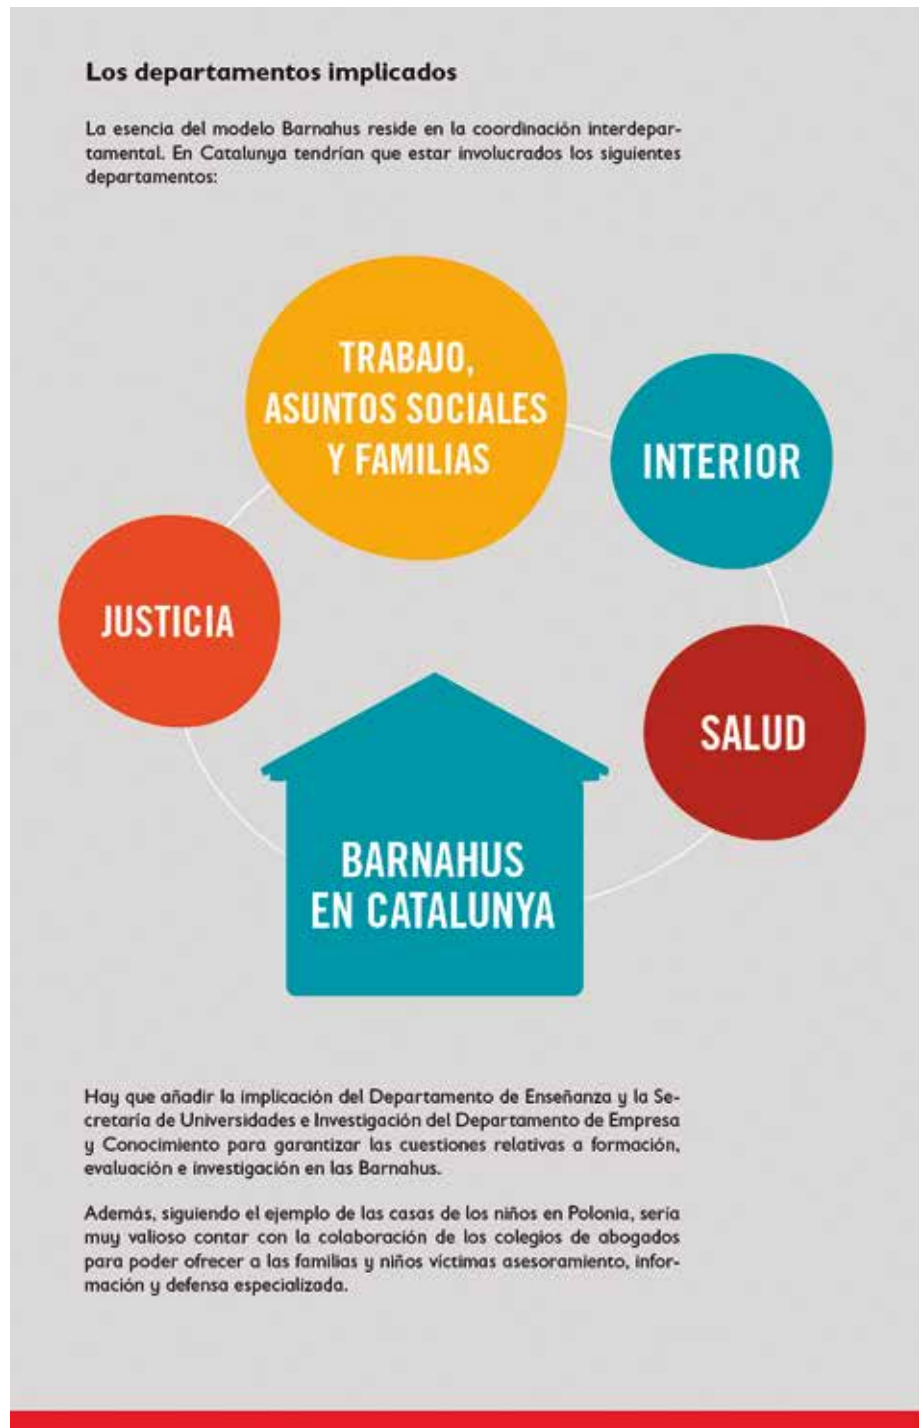 Los departamentos implicados
La esencia del modelo Barnahus reside en la coordinación interdepar-
tamental. En Catalunya tendrían que estar involucrados los siguientes
departamentos:
TRABAJO,
ASUNTOS SOCIALES
Y FAMILIAS
INTERIOR
JUSTICIA
SALUD
BARNAHUS
EN CATALUNYA
Hay que añadir la implicación del Departamento de Enseñanza y la Se-
cretaría de Universidades e Investigación del Departamento de Empresa
y Conocimiento para garantizar las cuestiones relativas a formación,
evaluación e investigación en las Barnahus.
Además, siguiendo el ejemplo de las casas de los niños en Polonia, sería
muy valioso contar con la colaboración de los colegios de abogados
para poder ofrecer a las familias y niños víctimas asesoramiento, infor-
mación y defensa especializada.